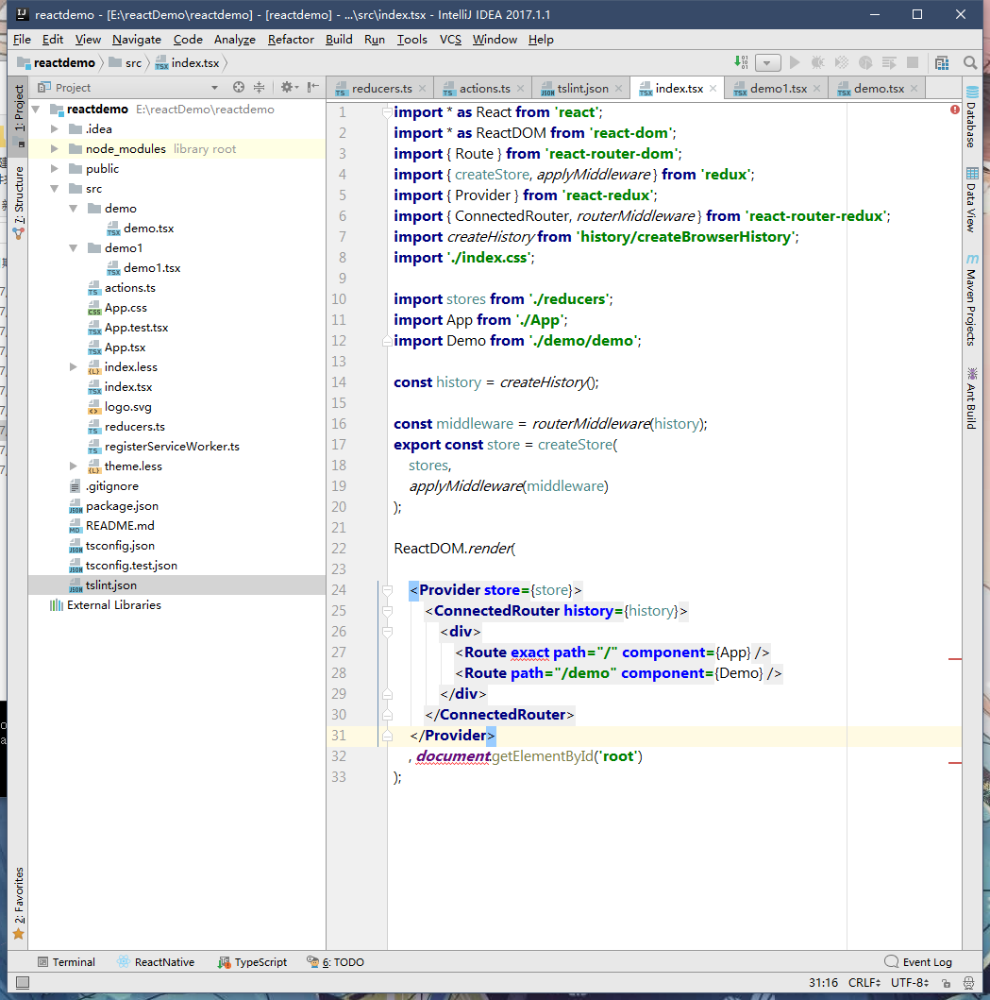 reactdemo - [E:\reactDemo\reactdemo] - [reactdemo] - ...\src\index.tsx - IntelliJ IDEA 2017.1.1
File Edit View Navigate Code Analyze Refactor Build Run Tools VCS Window Help
reactdemo src index.tsx
Project
reducers.ts actions.ts tslint.json index.tsx demo1.tsx demo.tsx
1: Project
7: Structure
2: Favorites
reactdemo E:\reactDemo\reactdemo
.idea
node_modules library root
public
src
demo
demo.tsx
demo1
demo1.tsx
actions.ts
App.css
App.test.tsx
App.tsx
index.less
index.tsx
logo.svg
reducers.ts
registerServiceWorker.ts
theme.less
.gitignore
package.json
README.md
tsconfig.json
tsconfig.test.json
tslint.json
External Libraries
1 import * as React from 'react';
2 import * as ReactDOM from 'react-dom';
3 import { Route } from 'react-router-dom';
4 import { createStore, applyMiddleware } from 'redux';
5 import { Provider } from 'react-redux';
6 import { ConnectedRouter, routerMiddleware } from 'react-router-redux';
7 import createHistory from 'history/createBrowserHistory';
8 import './index.css';
9
10 import stores from './reducers';
11 import App from './App';
12 import Demo from './demo/demo';
13
14 const history = createHistory();
15
16 const middleware = routerMiddleware(history);
17 export const store = createStore(
18 stores,
19 applyMiddleware(middleware)
20 );
21
22 ReactDOM.render(
23
24 <Provider store={store}>
25 <ConnectedRouter history={history}>
26 <div>
27 <Route exact path="/" component={App} />
28 <Route path="/demo" component={Demo} />
29 </div>
30 </ConnectedRouter>
31 </Provider>
32 , document.getElementById('root')
33 );
Database
Data View
Maven Projects
Ant Build
Terminal ReactNative TypeScript 6: TODO Event Log
31:16 CRLF UTF-8